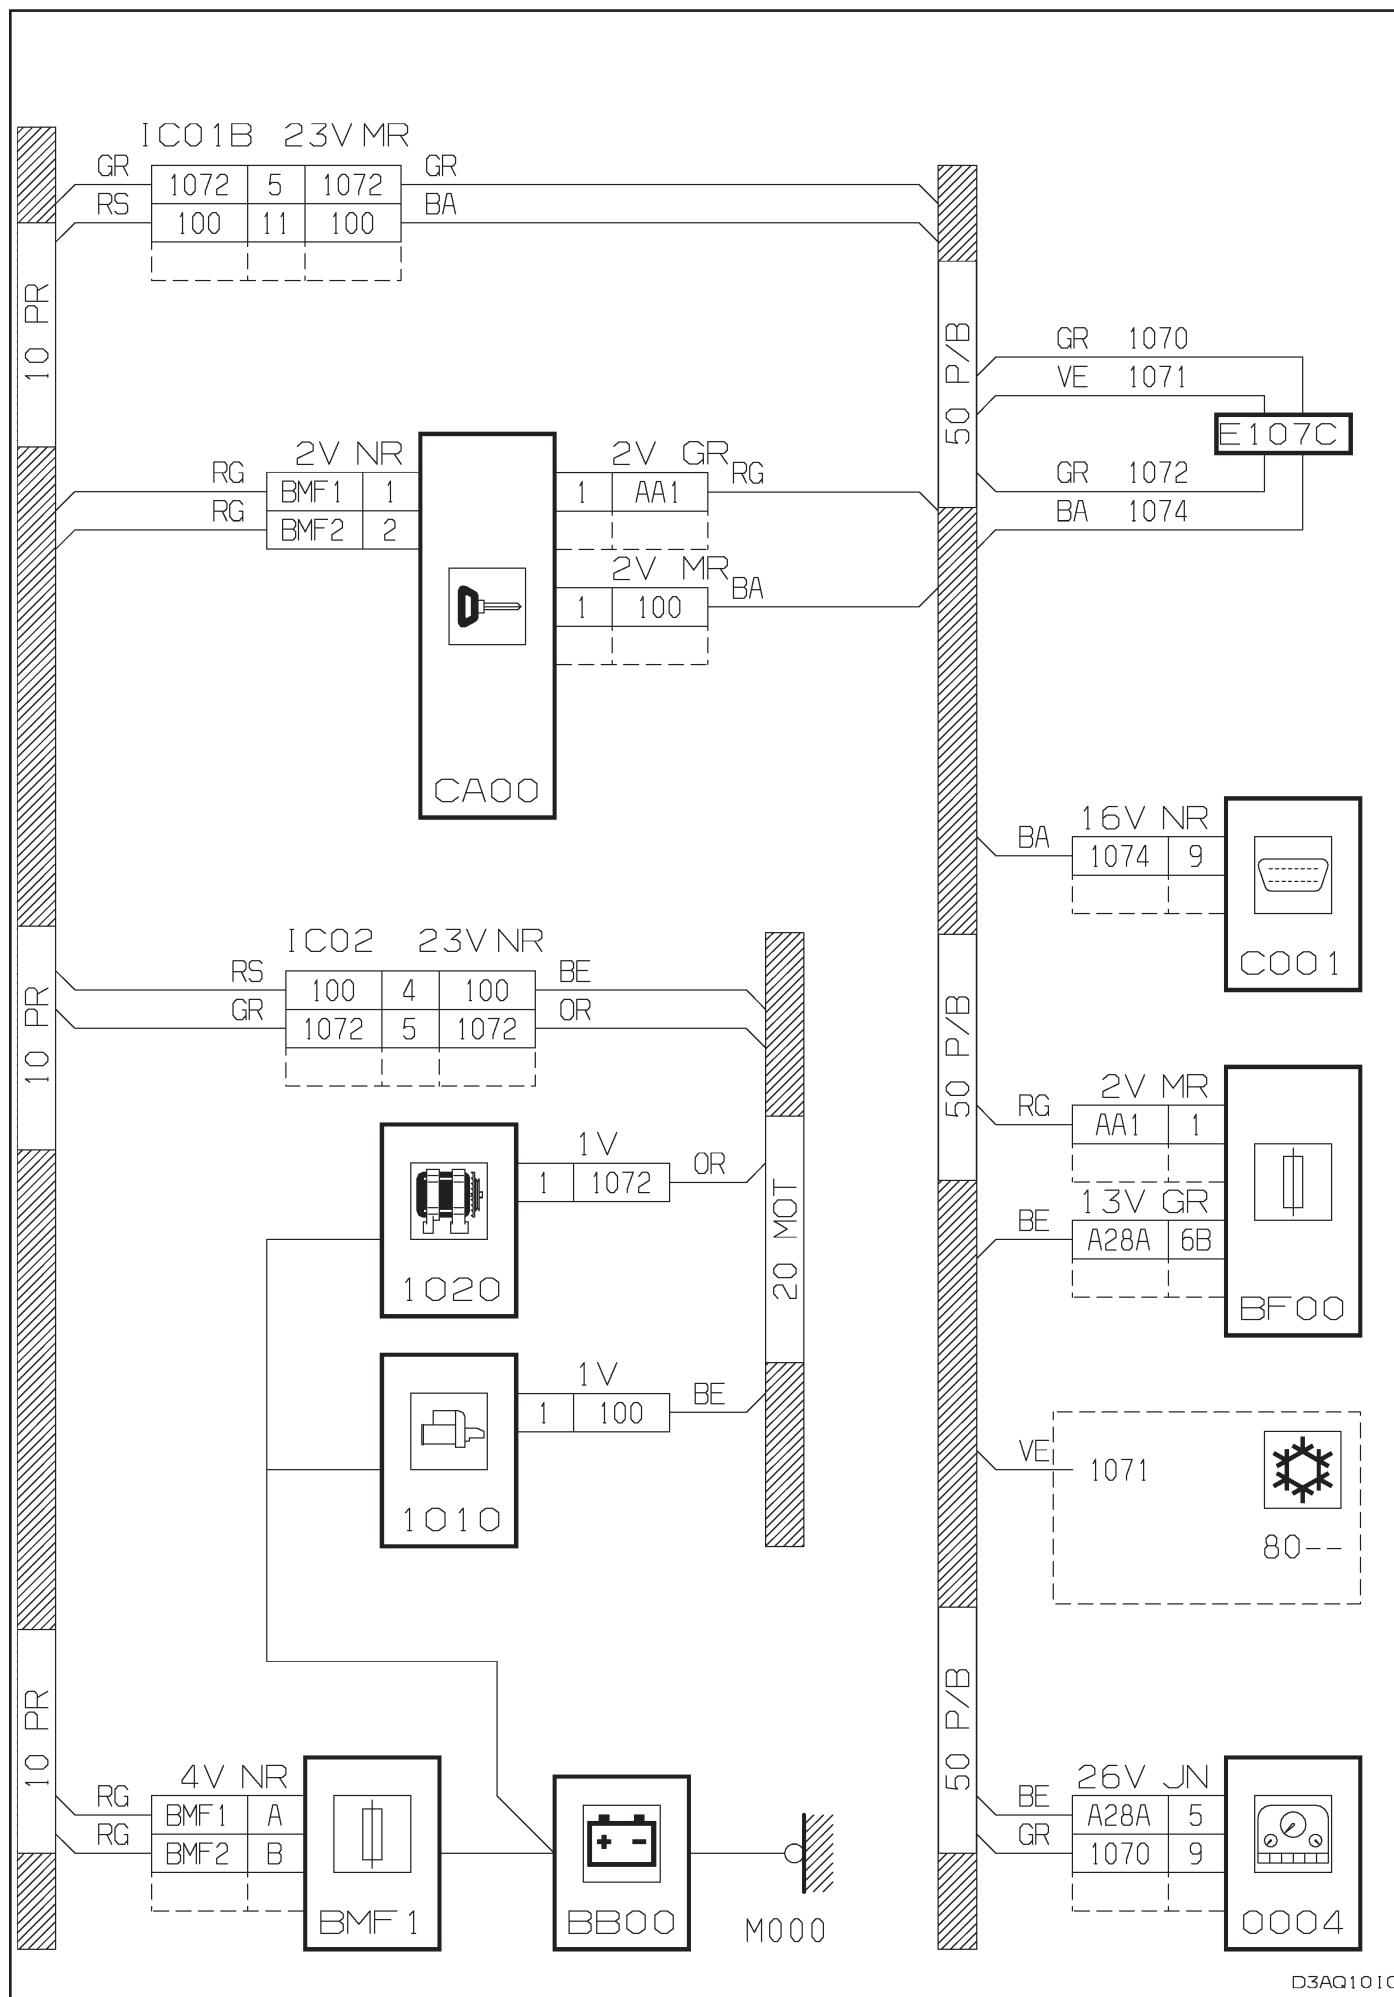 IC01B 23V MR
GR 1072 5 1072 GR
RS 100 11 100 BA
10 PR
50 P/B
GR 1070
VE 1071
E107C
GR 1072
BA 1074
2V NR
RG BMF1 1
RG BMF2 2
2V GR
1 AA1 RG
2V MR
1 100 BA
CA00
16V NR
BA 1074 9
C001
IC02 23V NR
RS 100 4 100 BE
GR 1072 5 1072 OR
10 PR
50 P/B
2V MR
RG AA1 1
13V GR
BE A28A 6B
BF00
1V
1 1072 OR
1020
20 MOT
1V
1 100 BE
1010
VE 1071
80--
10 PR
50 P/B
4V NR
RG BMF1 A
RG BMF2 B
BMF1
BB00
M000
26V JN
BE A28A 5
GR 1070 9
0004
D3AQ10I0